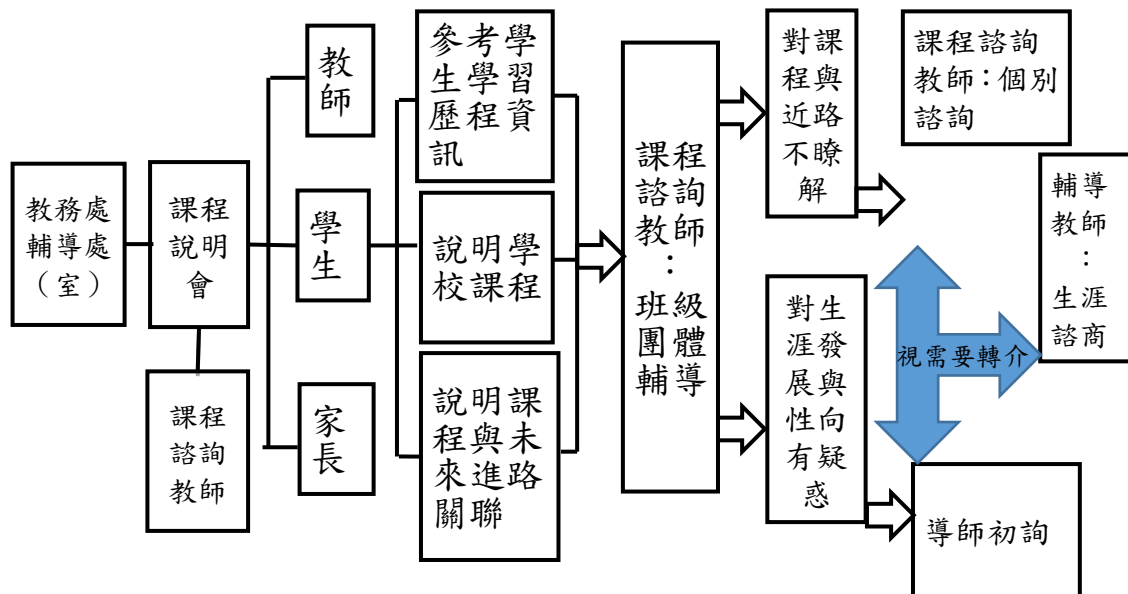 教務處
輔導處
（室）
課程
說明
會
課程
諮詢
教師
教
師
學
生
家
長
參考學
生學習
歷程資
訊
說明學
校課程
說明課
程與未
來進路
關聯
課程
諮詢
教師
：
班級
團體
輔導
對課
程與
近路
不瞭
解
對生
涯發
展與
性向
有疑
惑
課程諮詢
教師：個別
諮詢
輔導
教師
：
生涯
諮商
視需要轉介
導師初詢